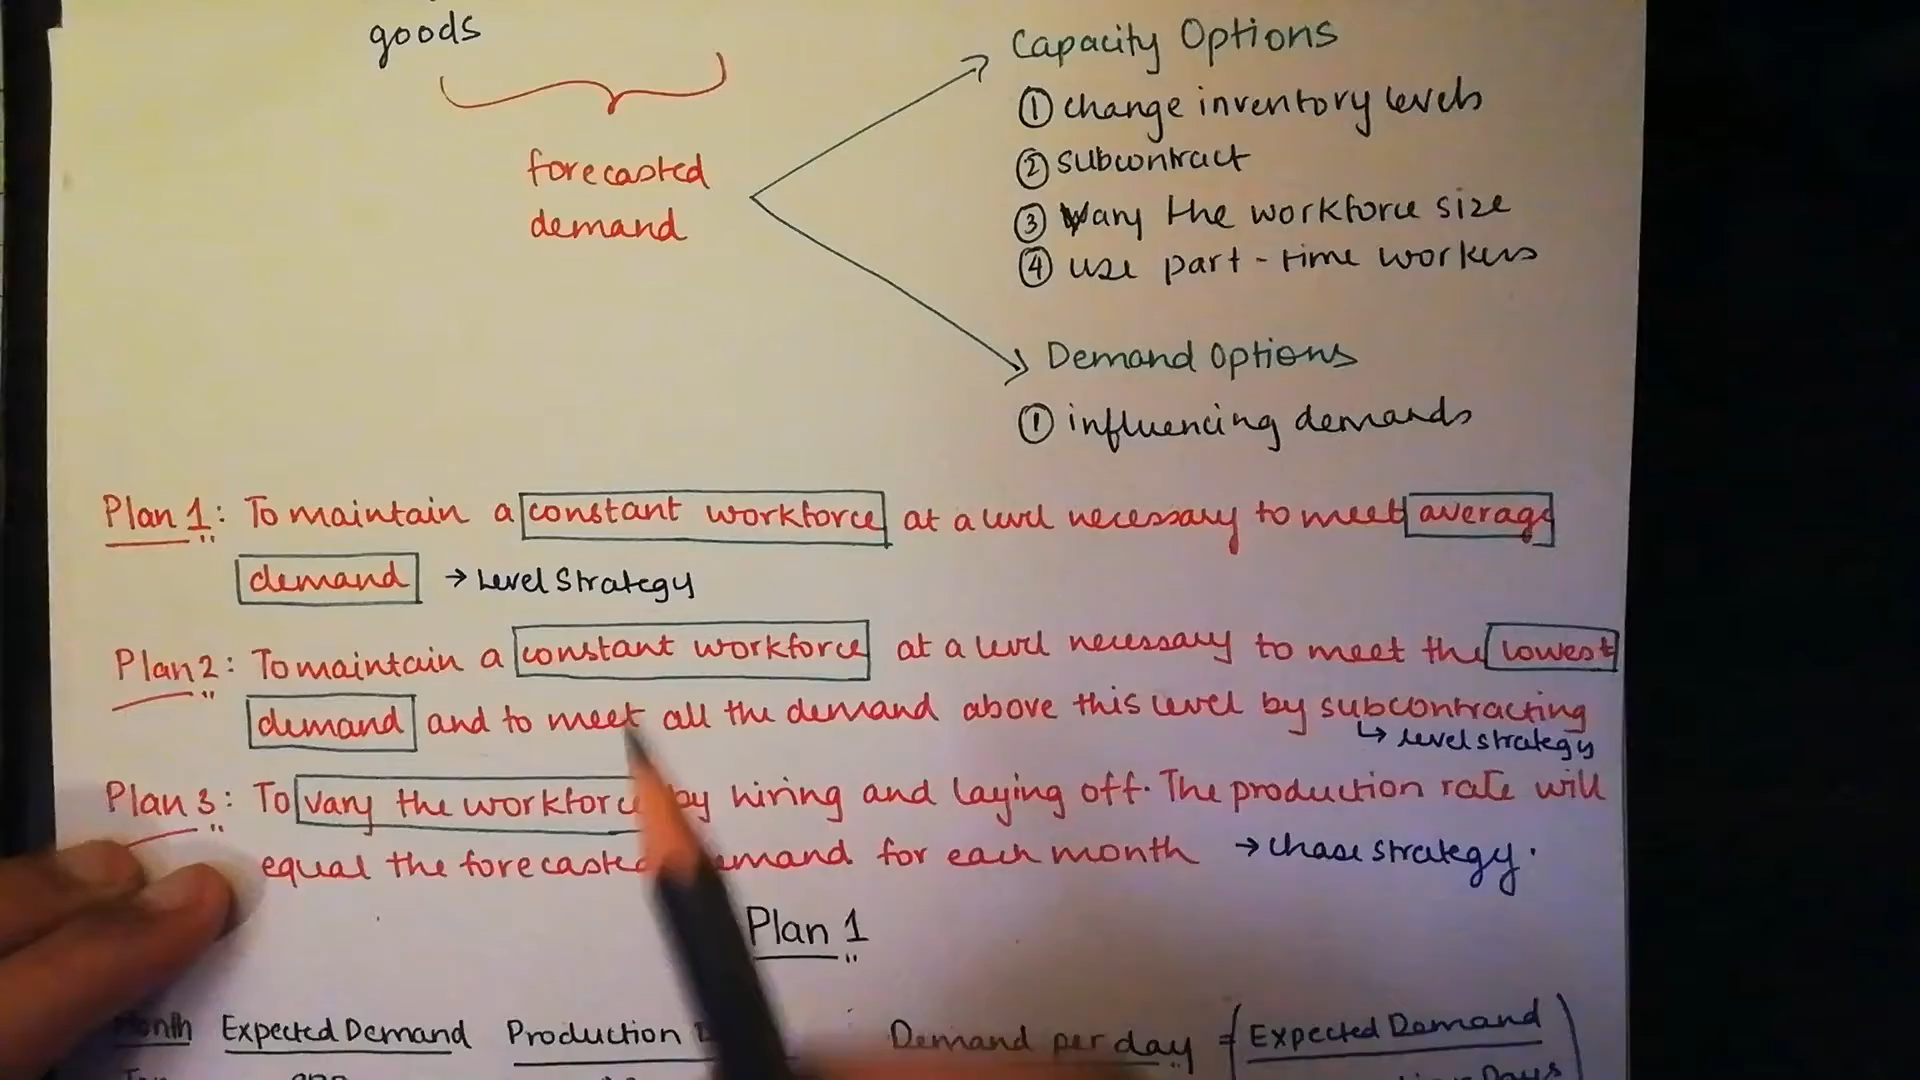 goods
forecasted
demand
Capacity Options
① change inventory levels
② subcontract
③ Vary the workforce size
④ use part-time workers
Demand Options
① influencing demands
Plan 1: To maintain a constant workforce at a level necessary to meet average
demand → Level Strategy
Plan 2: To maintain a constant workforce at a level necessary to meet the lowest
demand and to meet all the demand above this level by subcontracting
↳ level strategy
Plan 3: To vary the workforce by hiring and laying off. The production rate will
equal the forecasted demand for each month → chase strategy.
Plan 1
Month Expected Demand Production
Demand per day = (Expected Demand)
Days